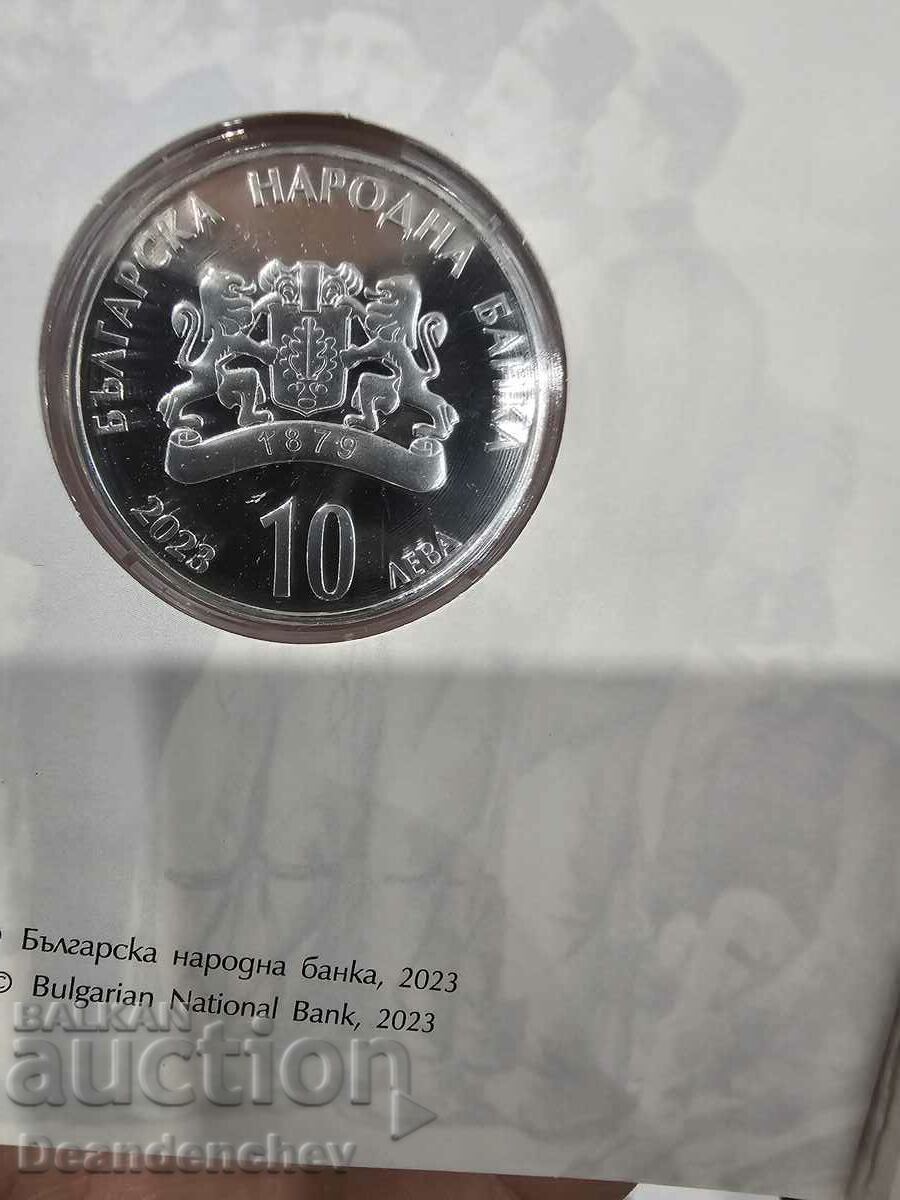 БЪЛГАРСКА НАРОДНА БАНКА
1879
2023 10 ЛЕВА
Българска народна банка, 2023
© Bulgarian National Bank, 2023
BALKAN
auction
Deandenchev